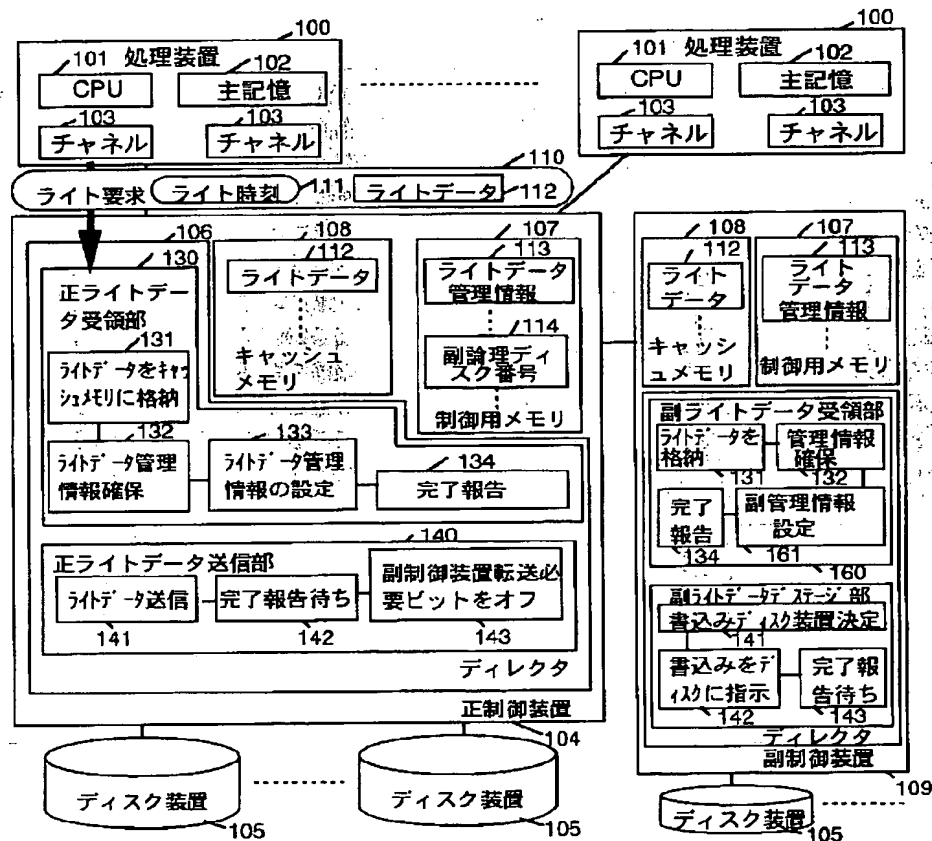 100
101 処理装置
102
CPU
主記憶
103
103
チャネル
チャネル
100
101 処理装置
102
CPU
主記憶
103
103
チャネル
チャネル
110
ライト要求
ライト時刻
111
ライトデータ
112
106
130
正ライトデー
タ受領部
131
ライトデータをキャッ
シュメモリに格納
132
ライトデータ管理
情報確保
133
ライトデータ管理
情報の設定
134
完了報告
108
112
ライトデータ
キャッシュ
メモリ
107
113
ライトデータ
管理情報
114
副論理ディ
スク番号
制御用メモリ
140
正ライトデータ送信部
ライトデータ送信
141
完了報告待ち
142
副制御装置転送必
要ビットをオフ
143
ディレクタ
正制御装置
104
ディスク装置
105
ディスク装置
105
108
112
ライト
データ
キャッシ
ュメモリ
107
113
ライト
データ
管理情報
制御用メモリ
副ライトデータ受領部
ライトデータを
格納
131
管理情報
確保
132
完了
報告
134
副管理情報
設定
161
160
副ライトデータデステージ部
書込みディスク装置決定
141
書込みをデ
ィスクに指示
142
完了報
告待ち
143
ディレクタ
副制御装置
109
ディスク装置
105